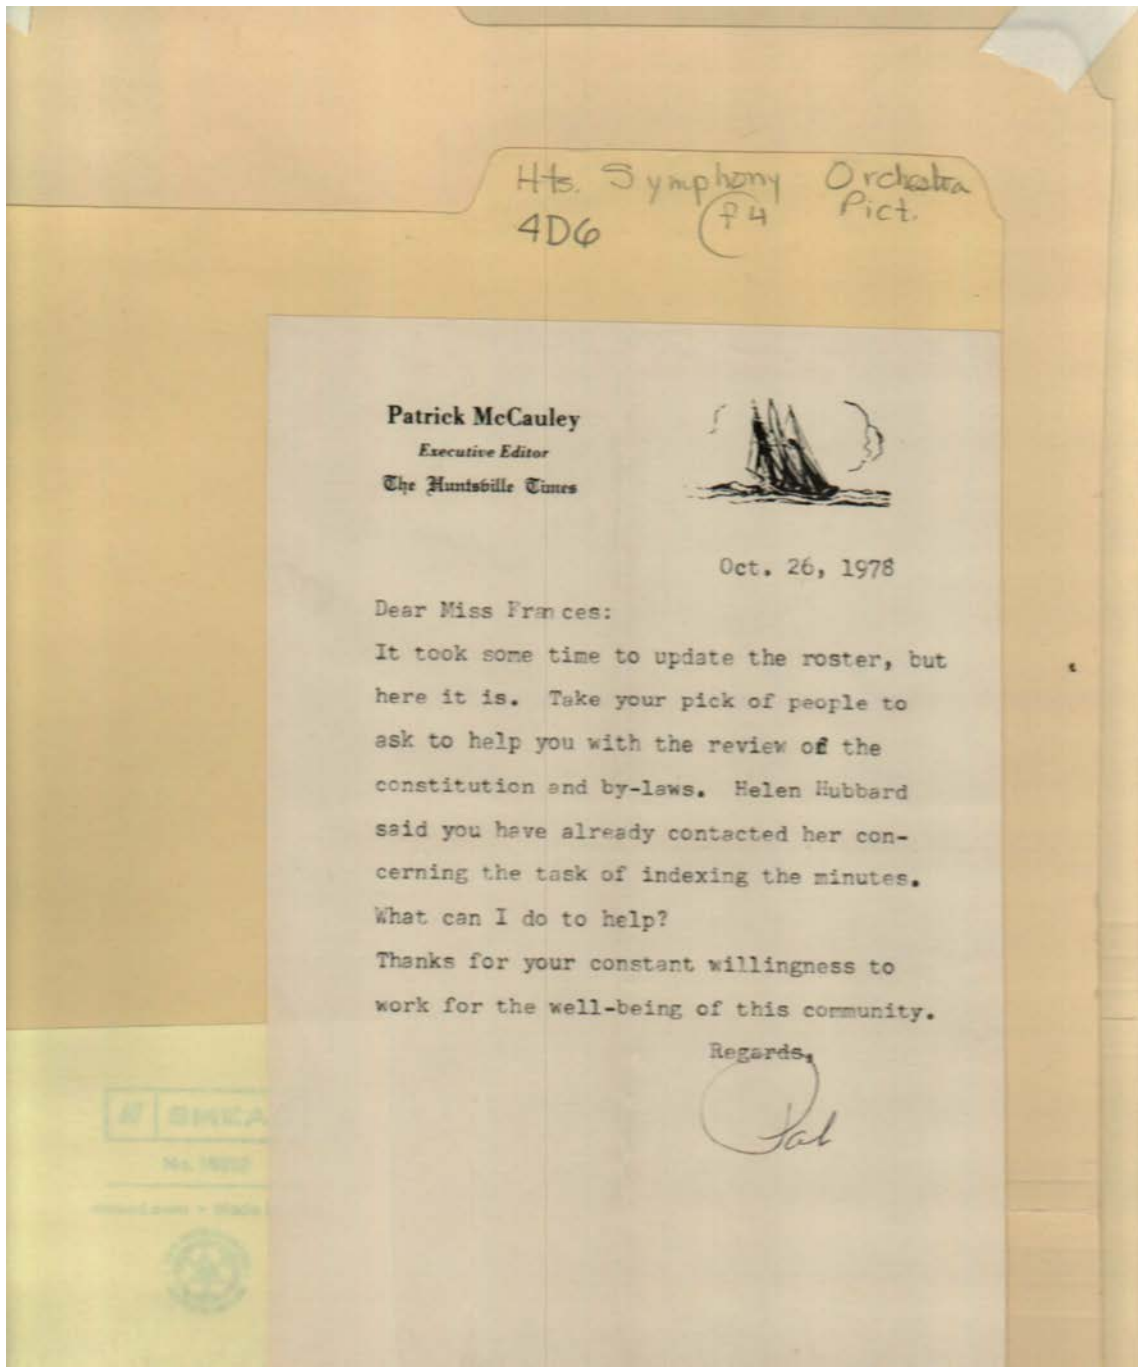 Hts. Symphony Orchestra
4D6 f4 Pict.
Patrick McCauley
Executive Editor
The Huntsville Times
Oct. 26, 1978
Dear Miss Frances:
It took some time to update the roster, but
here it is. Take your pick of people to
ask to help you with the review of the
constitution and by-laws. Helen Hubbard
said you have already contacted her con-
cerning the task of indexing the minutes.
What can I do to help?
Thanks for your constant willingness to
work for the well-being of this community.
Regards,
Pat